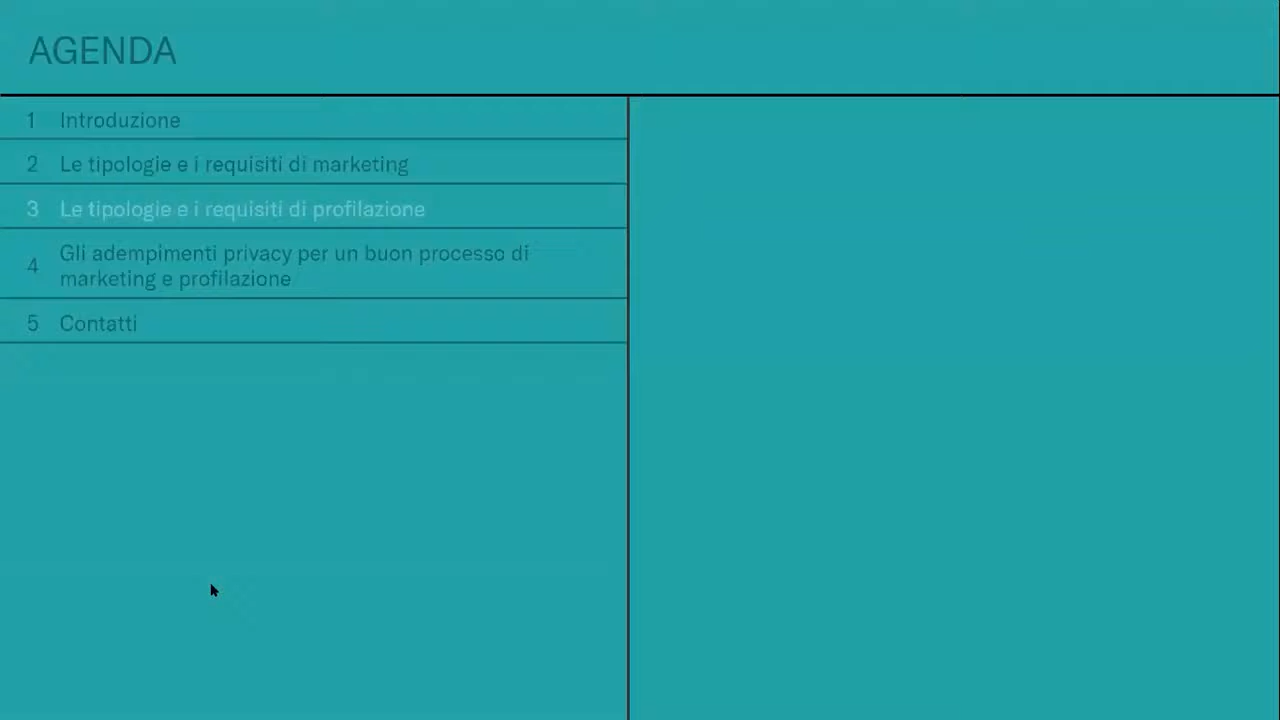 AGENDA
1 Introduzione
2 Le tipologie e i requisiti di marketing
3 Le tipologie e i requisiti di profilazione
4 Gli adempimenti privacy per un buon processo di
marketing e profilazione
5 Contatti